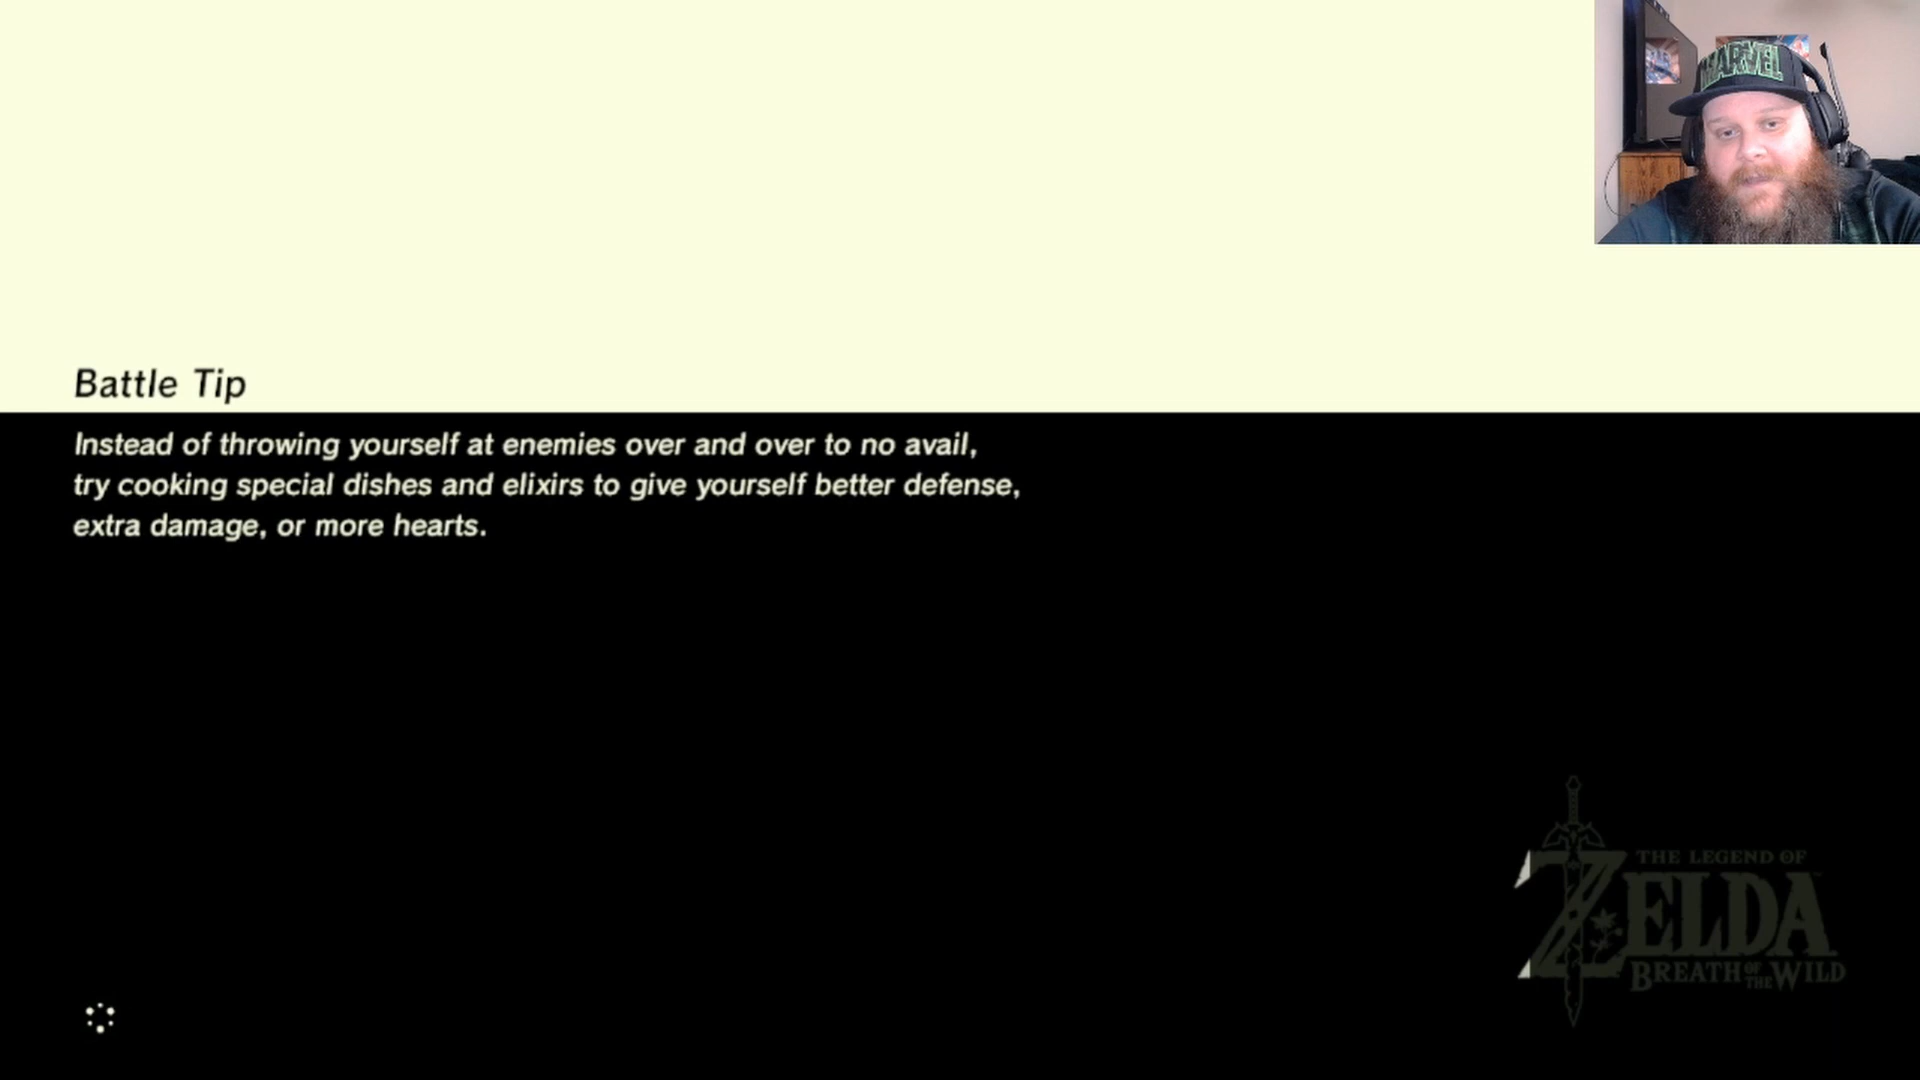 MARVEL
Battle Tip
Instead of throwing yourself at enemies over and over to no avail,
try cooking special dishes and elixirs to give yourself better defense,
extra damage, or more hearts.
THE LEGEND OF
ZELDA
BREATH OF THE WILD